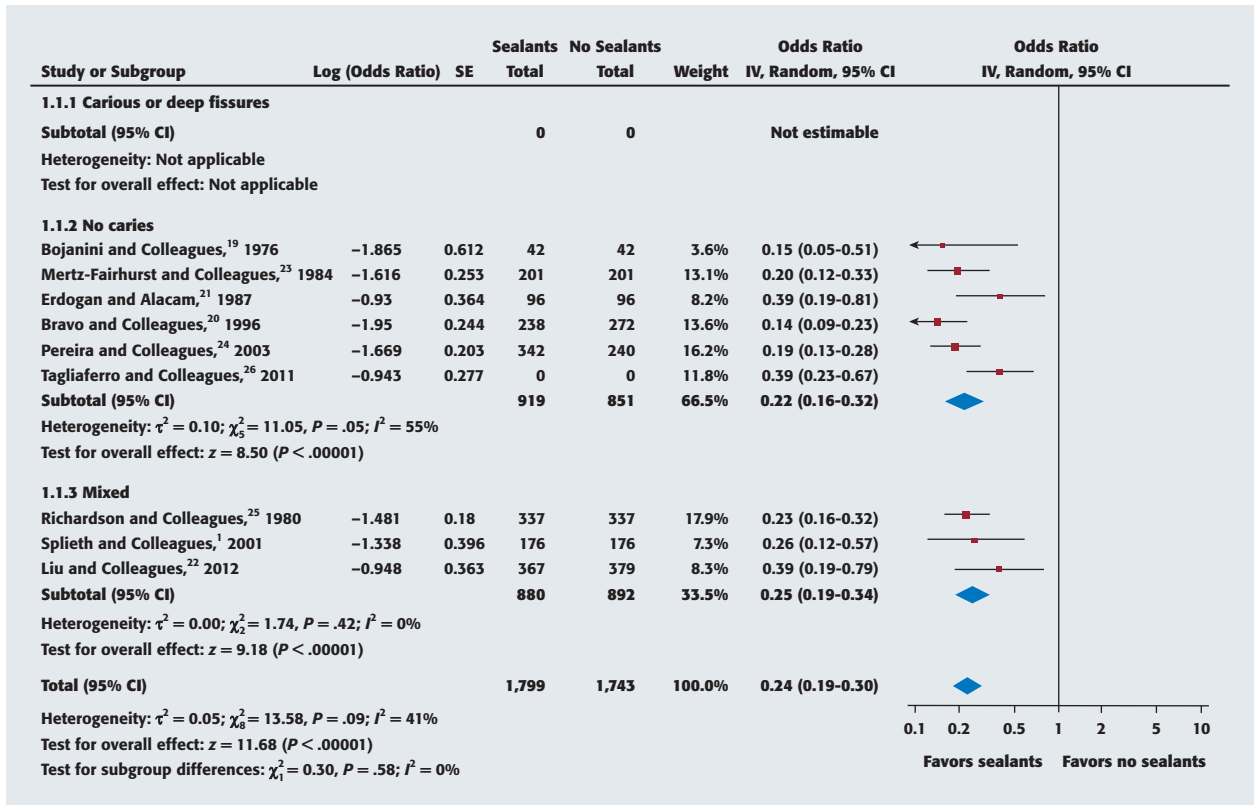 Sealants No Sealants Odds Ratio Odds Ratio
Study or Subgroup Log (Odds Ratio) SE Total Total Weight IV, Random, 95% CI IV, Random, 95% CI
1.1.1 Carious or deep fissures
Subtotal (95% CI) 0 0 Not estimable
Heterogeneity: Not applicable
Test for overall effect: Not applicable
1.1.2 No caries
Bojanini and Colleagues,¹⁹ 1976 −1.865 0.612 42 42 3.6% 0.15 (0.05-0.51)
Mertz-Fairhurst and Colleagues,²³ 1984 −1.616 0.253 201 201 13.1% 0.20 (0.12-0.33)
Erdogan and Alacam,²¹ 1987 −0.93 0.364 96 96 8.2% 0.39 (0.19-0.81)
Bravo and Colleagues,²⁰ 1996 −1.95 0.244 238 272 13.6% 0.14 (0.09-0.23)
Pereira and Colleagues,²⁴ 2003 −1.669 0.203 342 240 16.2% 0.19 (0.13-0.28)
Tagliaferro and Colleagues,²⁶ 2011 −0.943 0.277 0 0 11.8% 0.39 (0.23-0.67)
Subtotal (95% CI) 919 851 66.5% 0.22 (0.16-0.32)
Heterogeneity: τ² = 0.10; χ²₅ = 11.05, P = .05; I² = 55%
Test for overall effect: z = 8.50 (P < .00001)
1.1.3 Mixed
Richardson and Colleagues,²⁵ 1980 −1.481 0.18 337 337 17.9% 0.23 (0.16-0.32)
Splieth and Colleagues,¹ 2001 −1.338 0.396 176 176 7.3% 0.26 (0.12-0.57)
Liu and Colleagues,²² 2012 −0.948 0.363 367 379 8.3% 0.39 (0.19-0.79)
Subtotal (95% CI) 880 892 33.5% 0.25 (0.19-0.34)
Heterogeneity: τ² = 0.00; χ²₂ = 1.74, P = .42; I² = 0%
Test for overall effect: z = 9.18 (P < .00001)
Total (95% CI) 1,799 1,743 100.0% 0.24 (0.19-0.30)
Heterogeneity: τ² = 0.05; χ²₈ = 13.58, P = .09; I² = 41%
Test for overall effect: z = 11.68 (P < .00001)
Test for subgroup differences: χ²₁ = 0.30, P = .58; I² = 0%
0.1 0.2 0.5 1 2 5 10
Favors sealants Favors no sealants